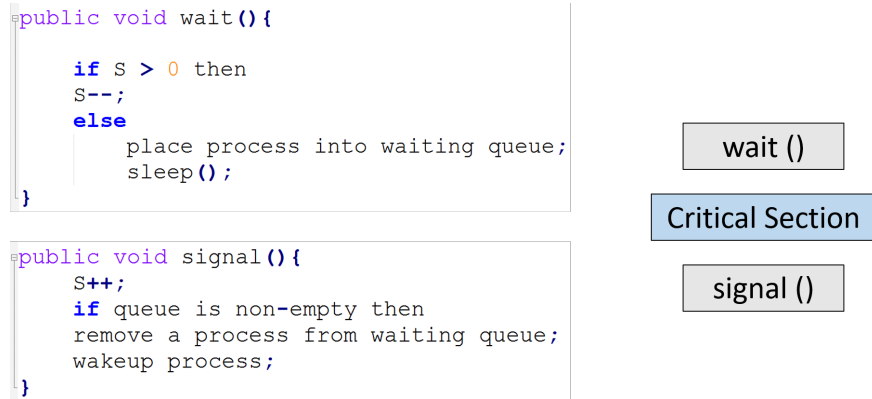 public void wait(){
if S > 0 then
S--;
else
place process into waiting queue;
sleep();
}
public void signal(){
S++;
if queue is non-empty then
remove a process from waiting queue;
wakeup process;
}
wait ()
Critical Section
signal ()